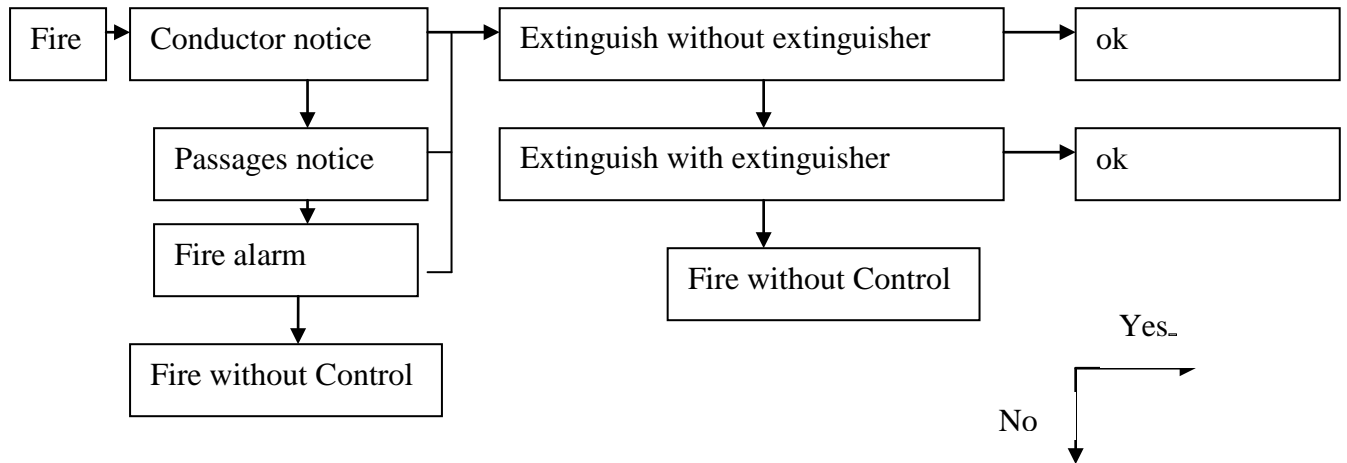 Fire
Conductor notice
Extinguish without extinguisher
ok
Passages notice
Extinguish with extinguisher
ok
Fire alarm
Fire without Control
Fire without Control
Yes
No